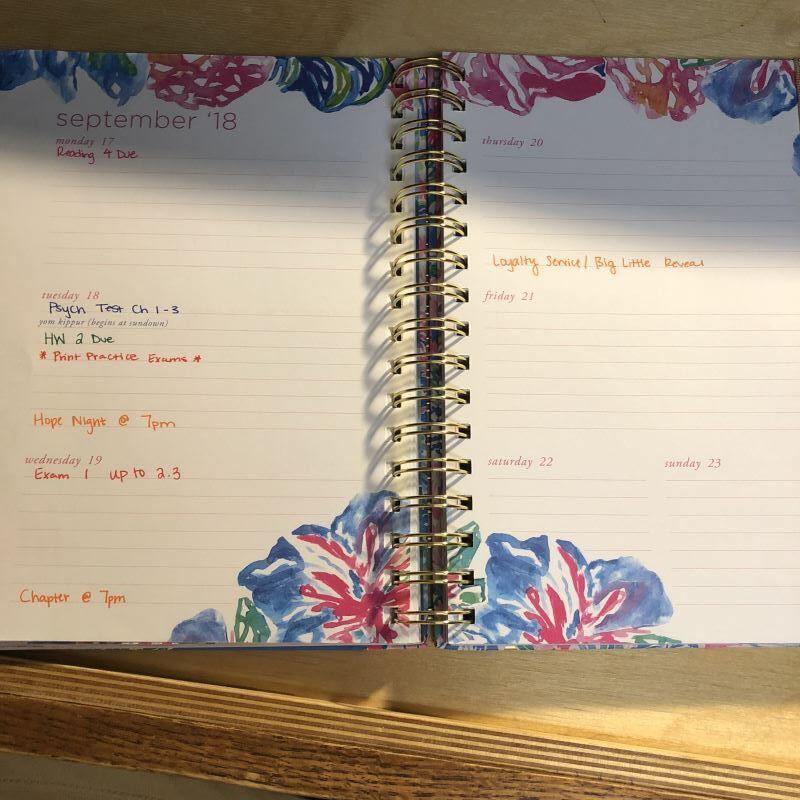 september '18
monday 17
Reading 4 Due
tuesday 18
Psych Test Ch 1-3
yom kippur (begins at sundown)
HW 2 Due
* Print Practice Exams *
Hope Night @ 7pm
wednesday 19
Exam 1 up to 2.3
Chapter @ 7pm
thursday 20
Loyalty Service / Big Little Reveal
friday 21
saturday 22
sunday 23